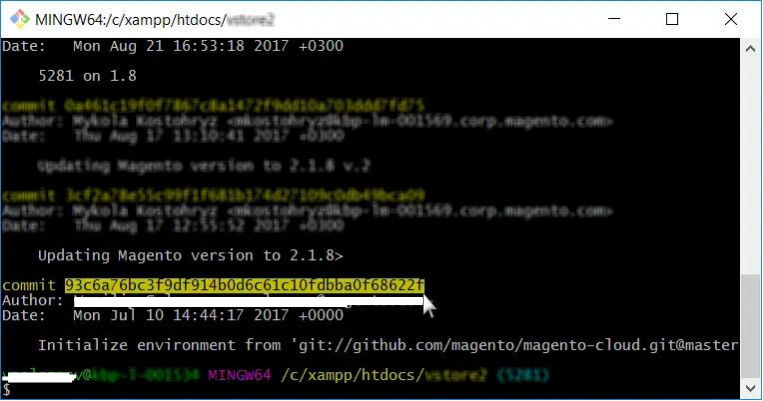 MINGW64:/c/xampp/htdocs/vstore2
Date:   Mon Aug 21 16:53:18 2017 +0300
5281 on 1.8
commit 0a461c19f0f7867c8a1472f9dd10a703ddd7fd75
Author: Mykola Kostohryz <mkostohryz@kbp-lm-001569.corp.magento.com>
Date:   Thu Aug 17 13:10:41 2017 +0300
Updating Magento version to 2.1.8 v.2
commit 3cf2a78e55c99f1f681b174d27109c0db49bca09
Author: Mykola Kostohryz <mkostohryz@kbp-lm-001569.corp.magento.com>
Date:   Thu Aug 17 12:55:52 2017 +0300
Updating Magento version to 2.1.8>
commit 93c6a76bc3f9df914b0d6c61c10fdbba0f68622f
Author:
Date:   Mon Jul 10 14:44:17 2017 +0000
Initialize environment from 'git://github.com/magento/magento-cloud.git@master
@kbp-l-001534 MINGW64 /c/xampp/htdocs/vstore2 (5281)
$